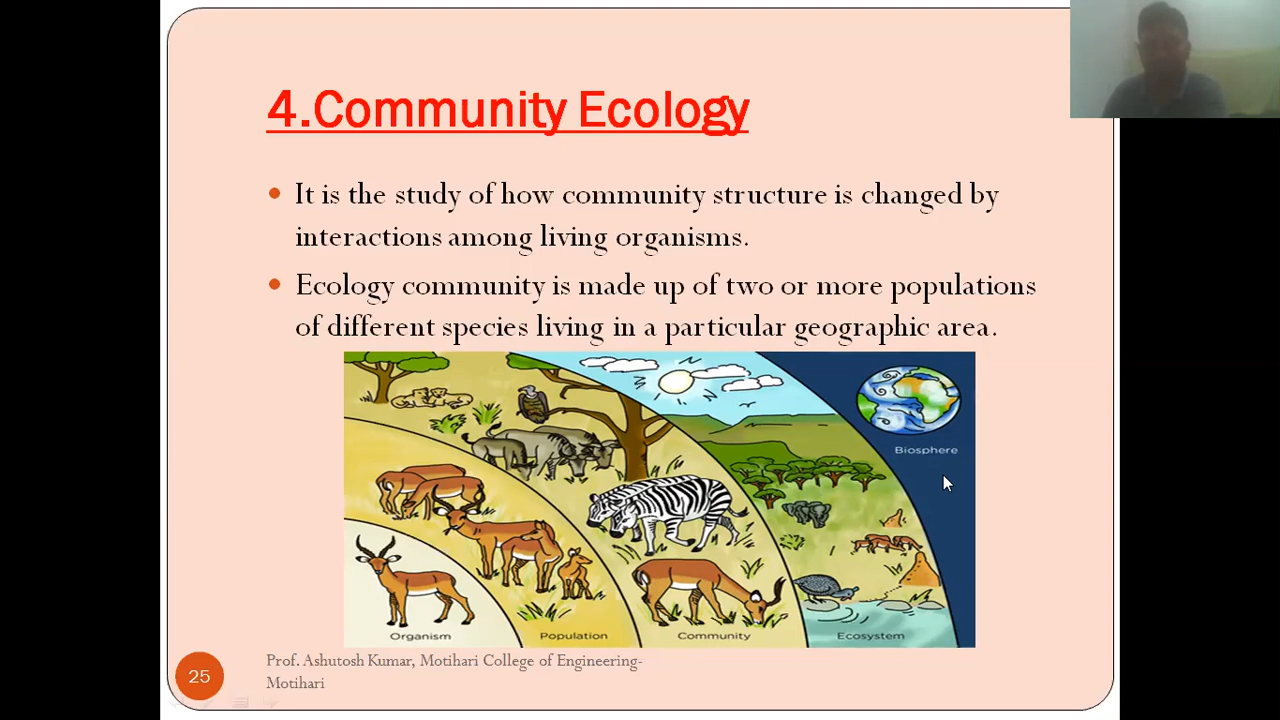 4.Community Ecology
It is the study of how community structure is changed by
interactions among living organisms.
Ecology community is made up of two or more populations
of different species living in a particular geographic area.
Biosphere
Organism
Population
Community
Ecosystem
Prof. Ashutosh Kumar, Motihari College of Engineering-
Motihari
25